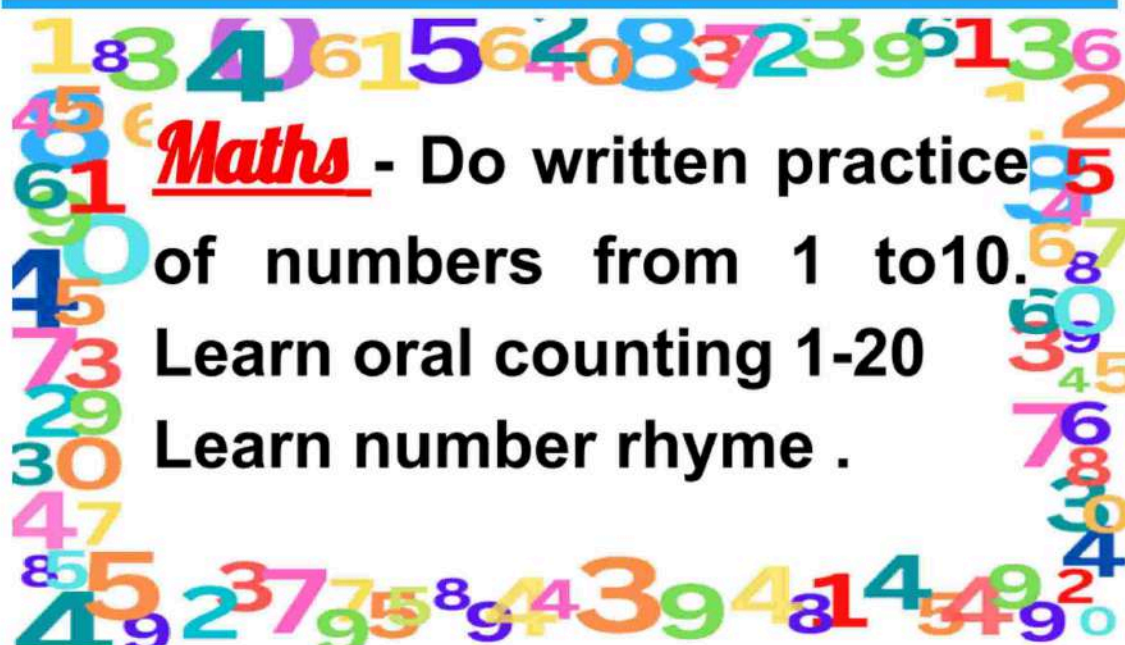 Maths - Do written practice
of numbers from 1 to10.
Learn oral counting 1-20
Learn number rhyme .